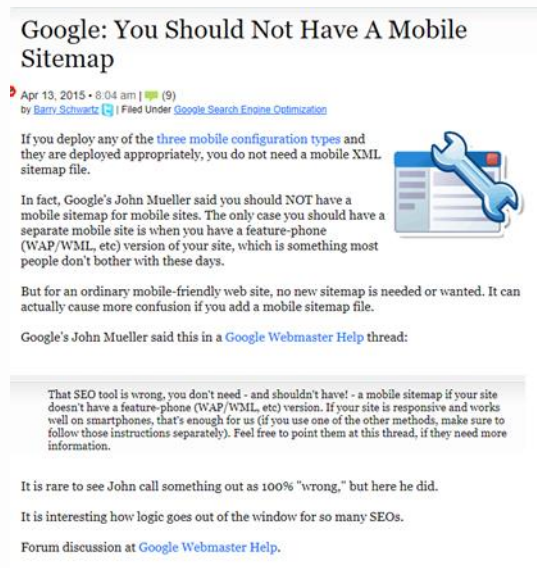 Google: You Should Not Have A Mobile
Sitemap
Apr 13, 2015 • 8:04 am | (9)
by Barry Schwartz | Filed Under Google Search Engine Optimization
If you deploy any of the three mobile configuration types and
they are deployed appropriately, you do not need a mobile XML
sitemap file.
In fact, Google's John Mueller said you should NOT have a
mobile sitemap for mobile sites. The only case you should have a
separate mobile site is when you have a feature-phone
(WAP/WML, etc) version of your site, which is something most
people don't bother with these days.
But for an ordinary mobile-friendly web site, no new sitemap is needed or wanted. It can
actually cause more confusion if you add a mobile sitemap file.
Google's John Mueller said this in a Google Webmaster Help thread:
That SEO tool is wrong, you don't need - and shouldn't have! - a mobile sitemap if your site
doesn't have a feature-phone (WAP/WML, etc) version. If your site is responsive and works
well on smartphones, that's enough for us (if you use one of the other methods, make sure to
follow those instructions separately). Feel free to point them at this thread, if they need more
information.
It is rare to see John call something out as 100% "wrong," but here he did.
It is interesting how logic goes out of the window for so many SEOs.
Forum discussion at Google Webmaster Help.